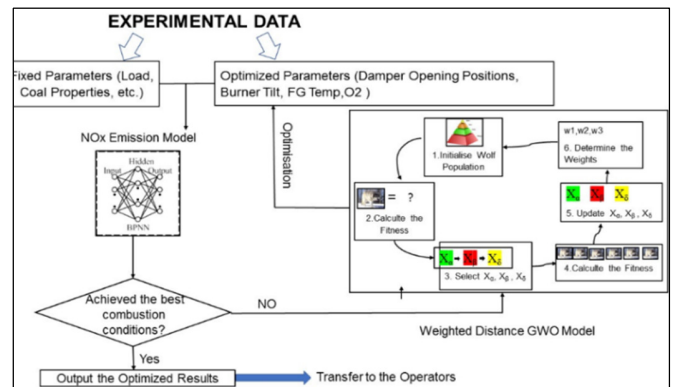 EXPERIMENTAL DATA
Fixed Parameters (Load,
Coal Properties, etc.)
Optimized Parameters (Damper Opening Positions,
Burner Tilt, FG Temp,O2 )
NOx Emission Model
Hidden
Input Output
BPNN
Optimisation
1.Initialise Wolf
Population
w1,w2,w3
6. Determine the
Weights
= ?
2.Calculte the
Fitness
Xα Xβ Xδ
5. Update Xα, Xβ , Xδ
Xα Xβ Xδ
3. Select Xα, Xβ , Xδ
4.Calculte the Fitness
Achieved the best
combustion
conditions?
NO
Weighted Distance GWO Model
Yes
Output the Optimized Results
Transfer to the Operators